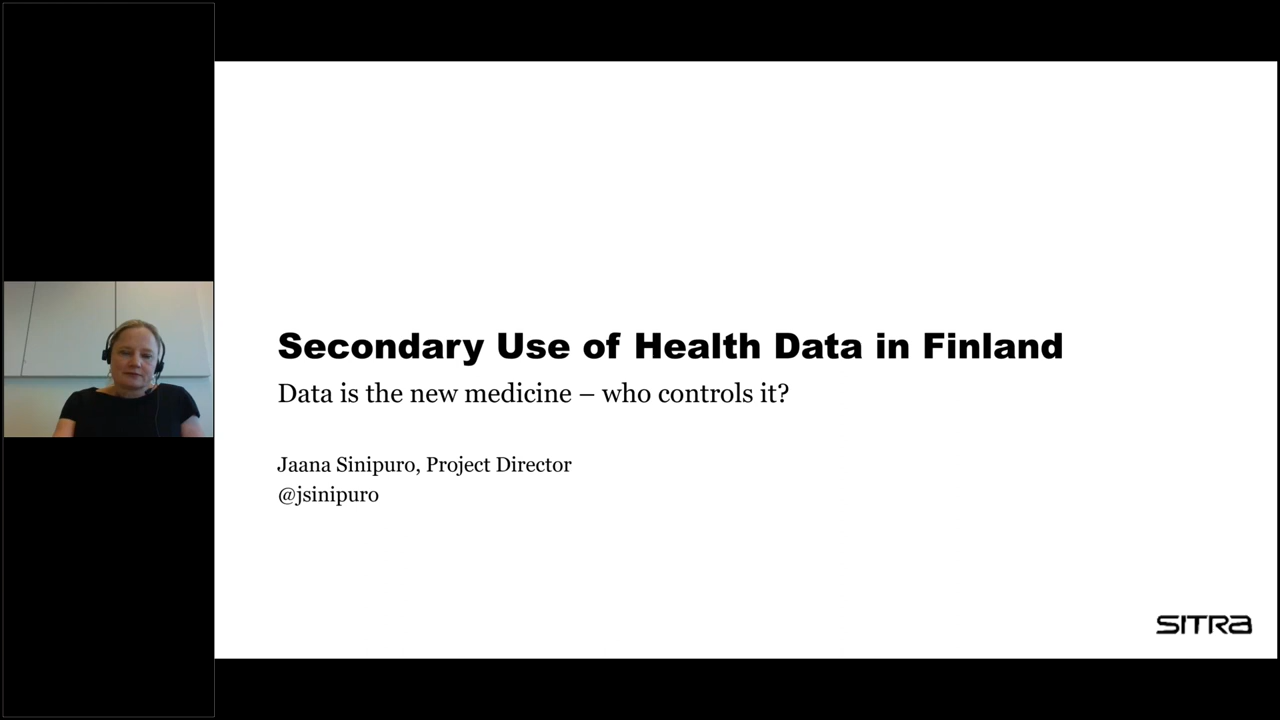 Secondary Use of Health Data in Finland
Data is the new medicine – who controls it?
Jaana Sinipuro, Project Director
@jsinipuro
SITRA